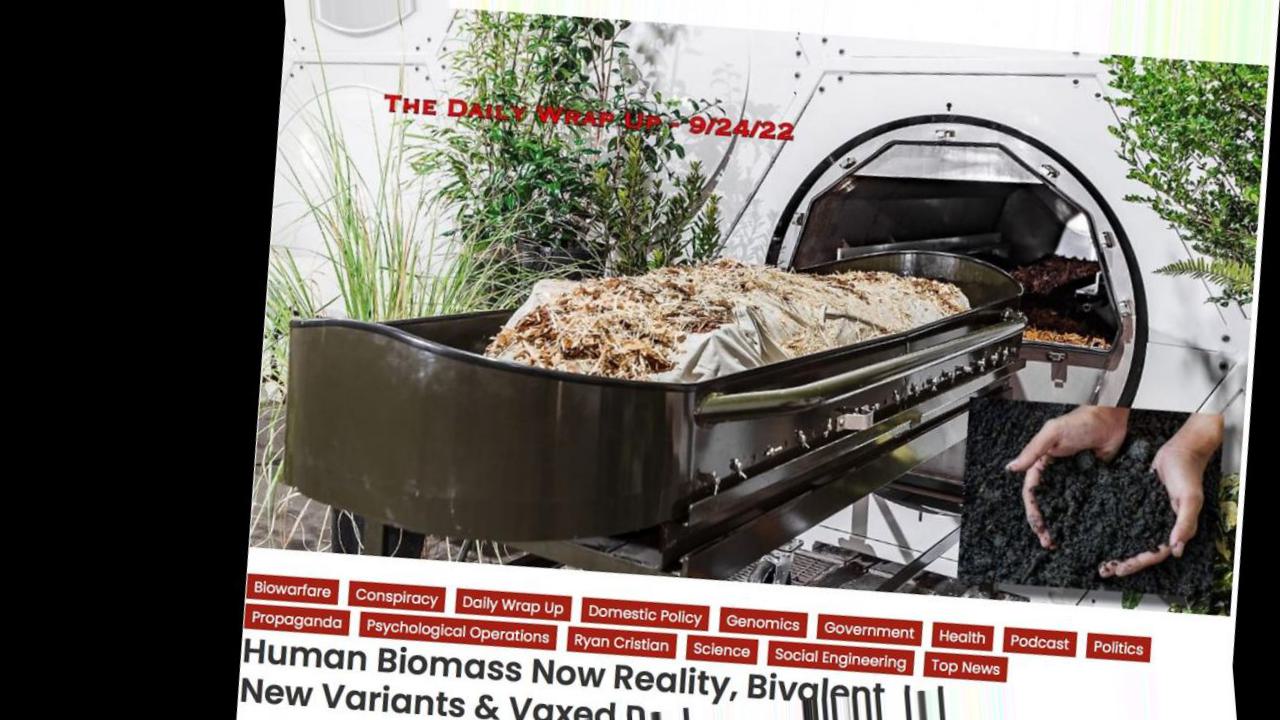 THE DAILY WRAP UP - 9/24/22
Biowarfare Conspiracy Daily Wrap Up Domestic Policy Genomics Government Health Podcast Politics
Propaganda Psychological Operations Ryan Cristian Science Social Engineering Top News
Human Biomass Now Reality, Bivalent
New Variants & Vaxed